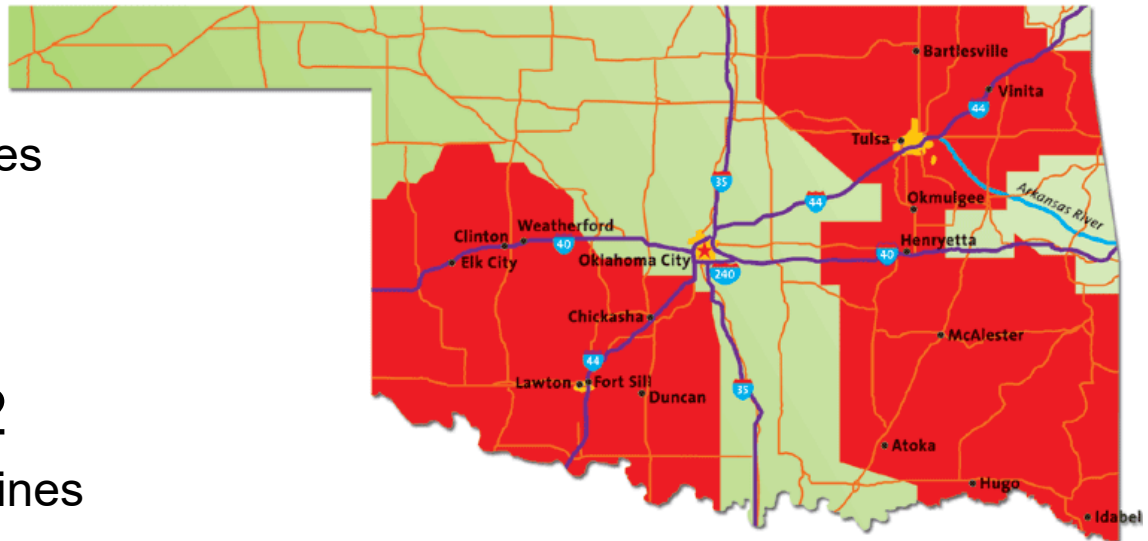 Bartlesville
Vinita
44
Tulsa
es
35
44
Okmulgee
Arkansas River
Clinton
Weatherford
40
Henryetta
40
Elk City
Oklahoma City
240
Chickasha
McAlester
44
Lawton
Fort Sill
Duncan
35
2
ines
Atoka
Hugo
Idabel